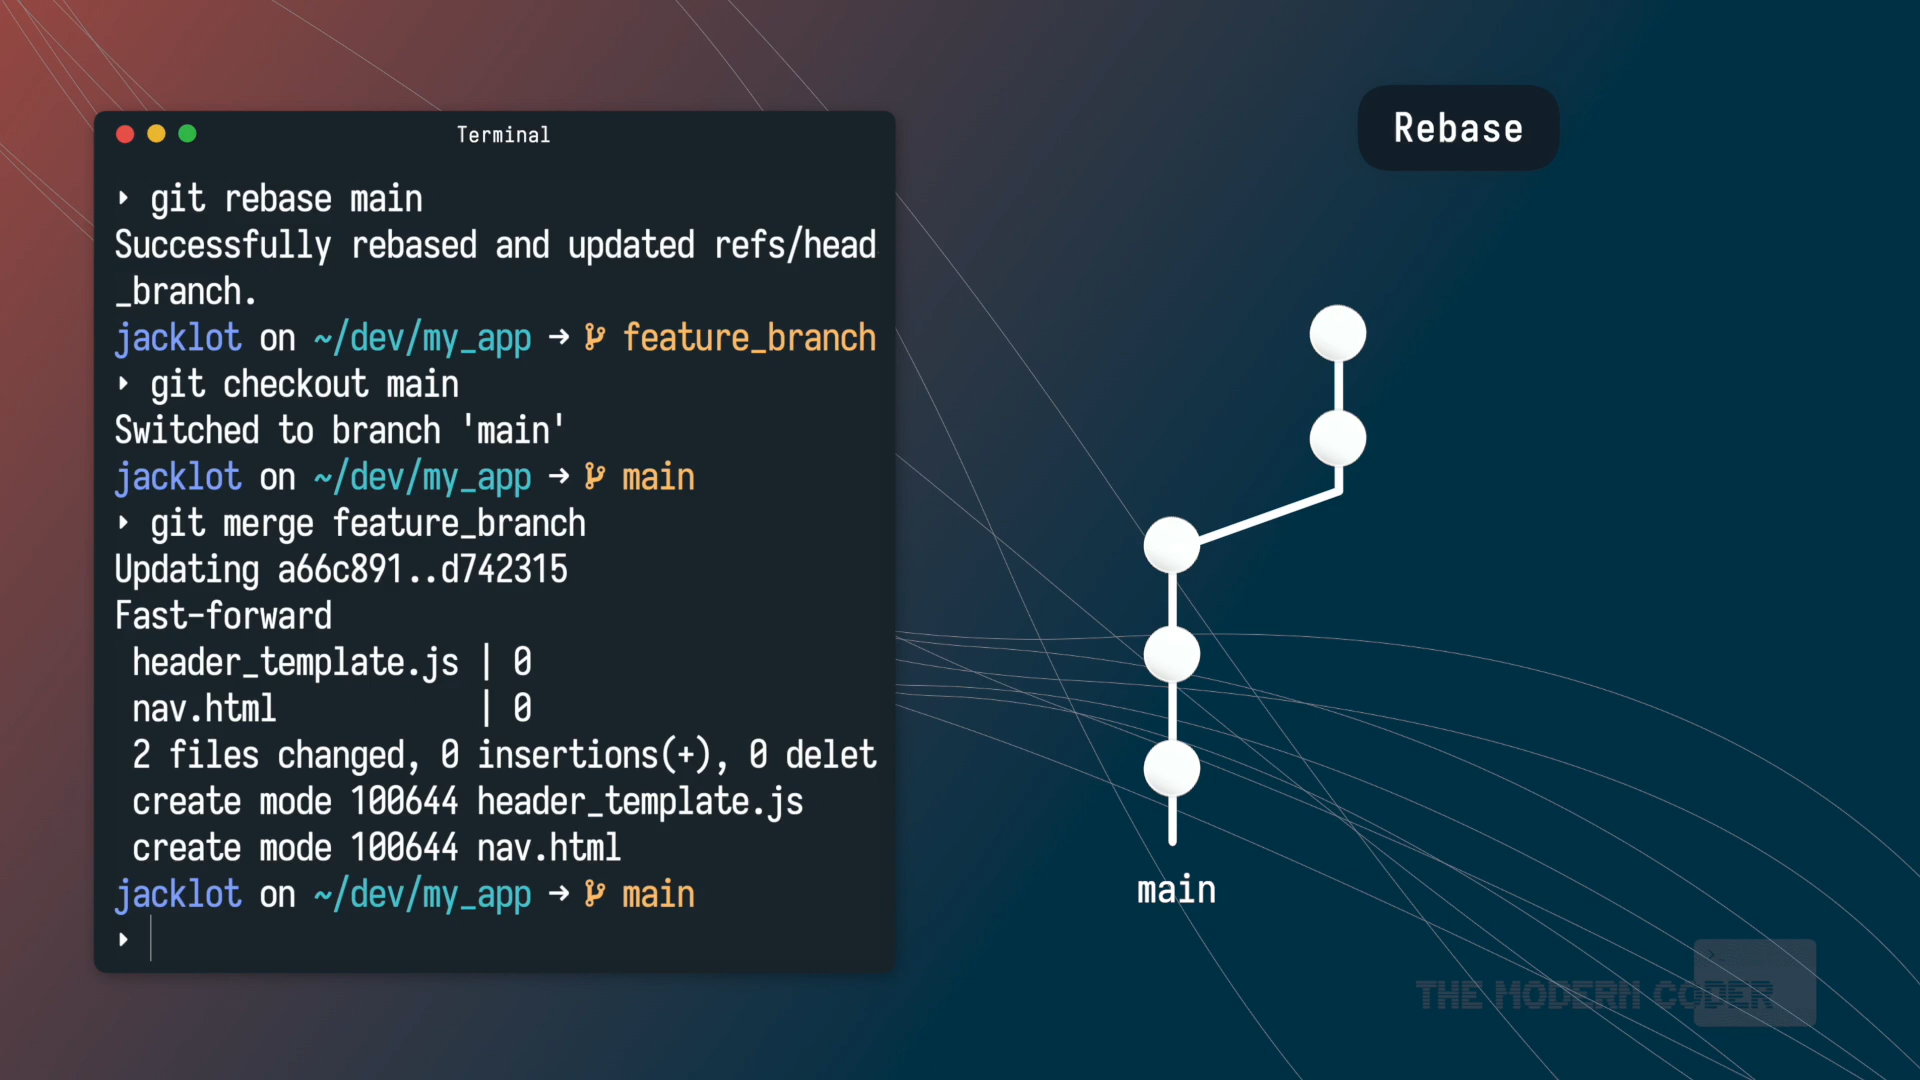 Terminal
‣ git rebase main
Successfully rebased and updated refs/head
_branch.
jacklot on ~/dev/my_app → feature_branch
‣ git checkout main
Switched to branch 'main'
jacklot on ~/dev/my_app → main
‣ git merge feature_branch
Updating a66c891..d742315
Fast-forward
header_template.js | 0
nav.html | 0
2 files changed, 0 insertions(+), 0 delet
create mode 100644 header_template.js
create mode 100644 nav.html
jacklot on ~/dev/my_app → main
‣
Rebase
main
THE MODERN CODER